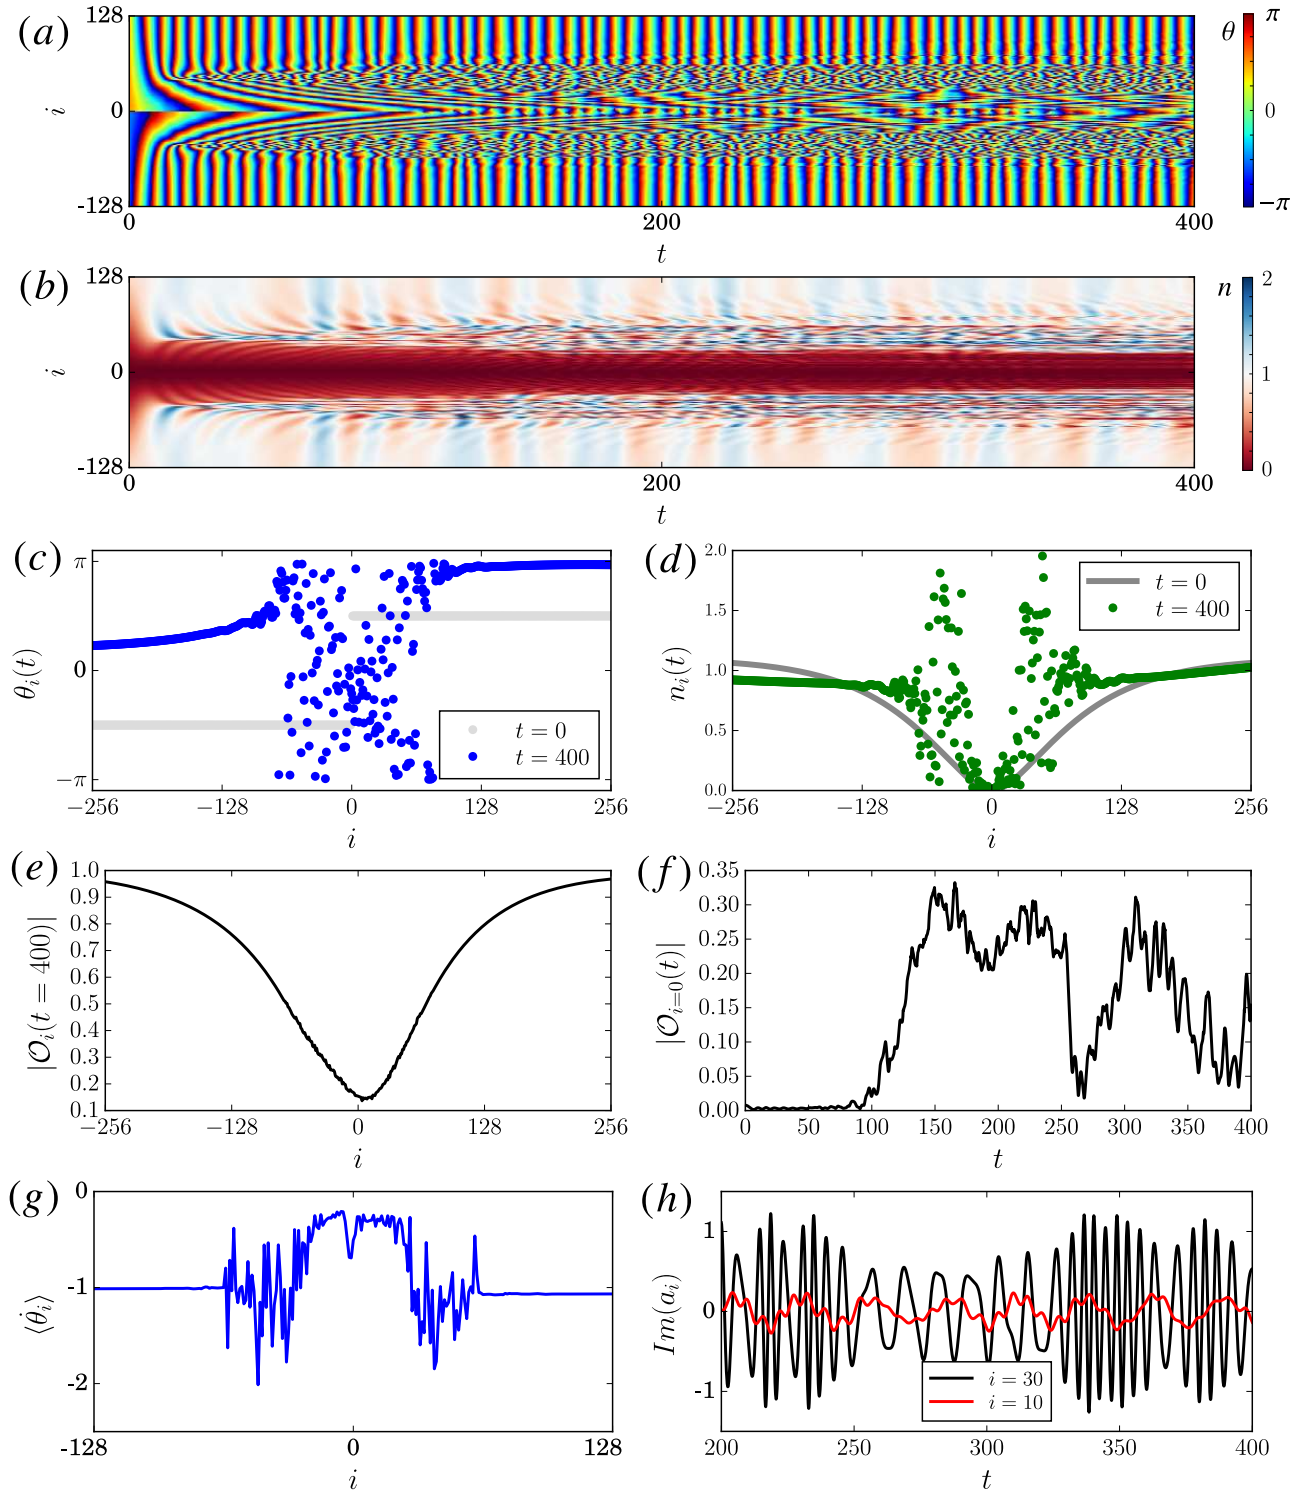 (a)
128
0
-128
i
0
200
400
t
θ
π
0
−π
(b)
128
0
-128
i
0
200
400
t
n
2
1
0
(c)
π
0
−π
θi(t)
−256
−128
0
128
256
i
t = 0
t = 400
(d)
2.0
1.5
1.0
0.5
0.0
ni(t)
−256
−128
0
128
256
i
t = 0
t = 400
(e)
1.0
0.9
0.8
0.7
0.6
0.5
0.4
0.3
0.2
0.1
|𝒪i(t = 400)|
−256
−128
0
128
256
i
(f)
0.35
0.30
0.25
0.20
0.15
0.10
0.05
0.00
|𝒪i=0(t)|
0
50
100
150
200
250
300
350
400
t
(g)
0
-1
-2
⟨θ̇i⟩
-128
0
128
i
(h)
1
0
-1
Im(ai)
200
250
300
350
400
t
i = 30
i = 10